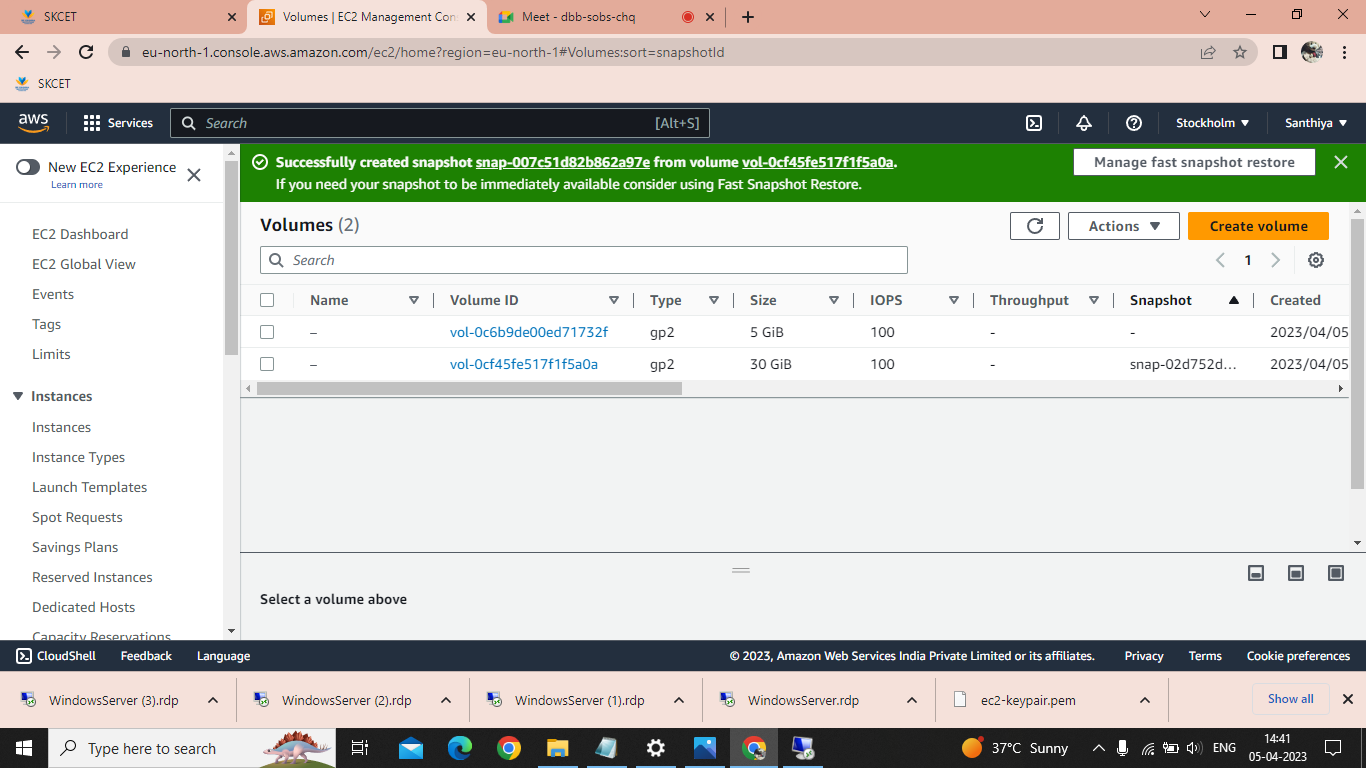 SKCET
Volumes | EC2 Management Con
Meet - dbb-sobs-chq
eu-north-1.console.aws.amazon.com/ec2/home?region=eu-north-1#Volumes:sort=snapshotId
SKCET
aws
Services
Search
[Alt+S]
Stockholm
Santhiya
New EC2 Experience
Learn more
EC2 Dashboard
EC2 Global View
Events
Tags
Limits
Instances
Instances
Instance Types
Launch Templates
Spot Requests
Savings Plans
Reserved Instances
Dedicated Hosts
Capacity Reservations
Successfully created snapshot snap-007c51d82b862a97e from volume vol-0cf45fe517f1f5a0a.
If you need your snapshot to be immediately available consider using Fast Snapshot Restore.
Manage fast snapshot restore
Volumes (2)
Actions
Create volume
Search
1
Name Volume ID Type Size IOPS Throughput Snapshot Created
– vol-0c6b9de00ed71732f gp2 5 GiB 100 - - 2023/04/05
– vol-0cf45fe517f1f5a0a gp2 30 GiB 100 - snap-02d752d... 2023/04/05
Select a volume above
CloudShell Feedback Language
© 2023, Amazon Web Services India Private Limited or its affiliates. Privacy Terms Cookie preferences
WindowsServer (3).rdp
WindowsServer (2).rdp
WindowsServer (1).rdp
WindowsServer.rdp
ec2-keypair.pem
Show all
Type here to search
37°C Sunny
ENG
14:41
05-04-2023